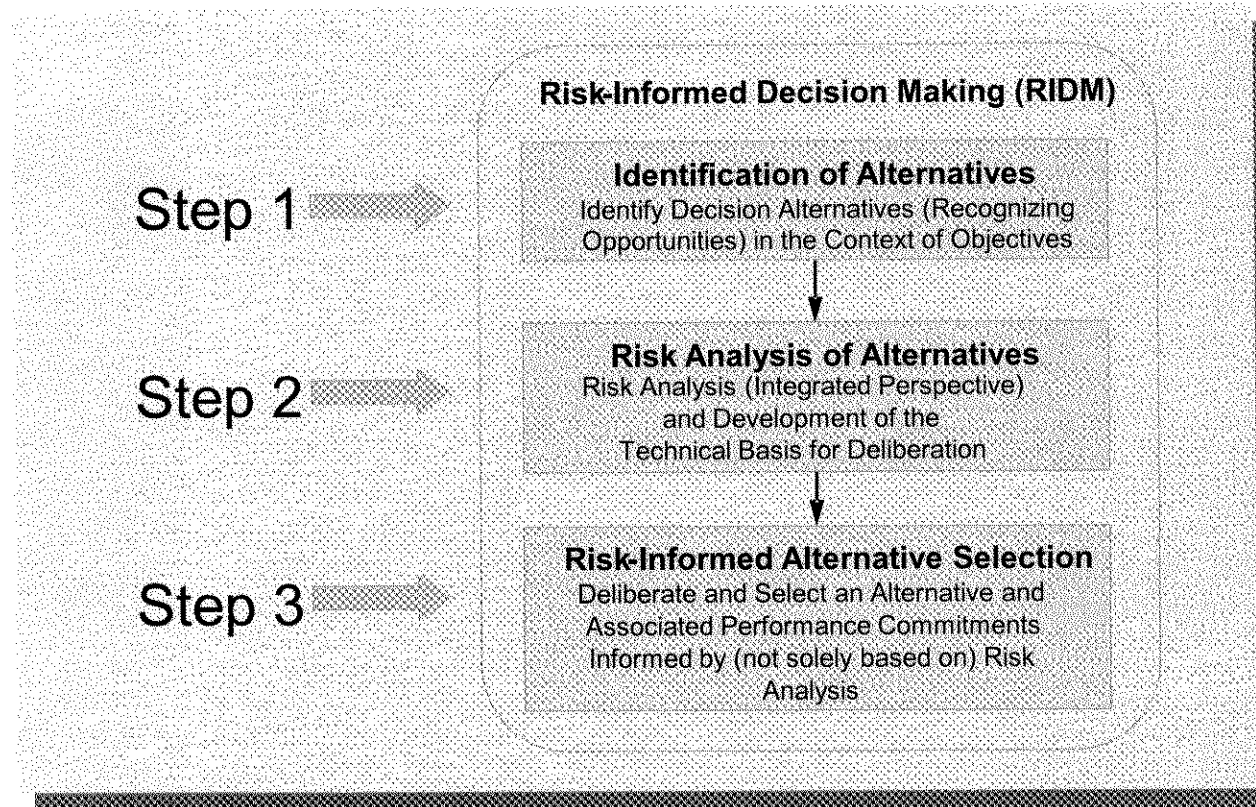 Risk-Informed Decision Making (RIDM)
Step 1
Identification of Alternatives
Identify Decision Alternatives (Recognizing
Opportunities) in the Context of Objectives
Step 2
Risk Analysis of Alternatives
Risk Analysis (Integrated Perspective)
and Development of the
Technical Basis for Deliberation
Step 3
Risk-Informed Alternative Selection
Deliberate and Select an Alternative and
Associated Performance Commitments
Informed by (not solely based on) Risk
Analysis